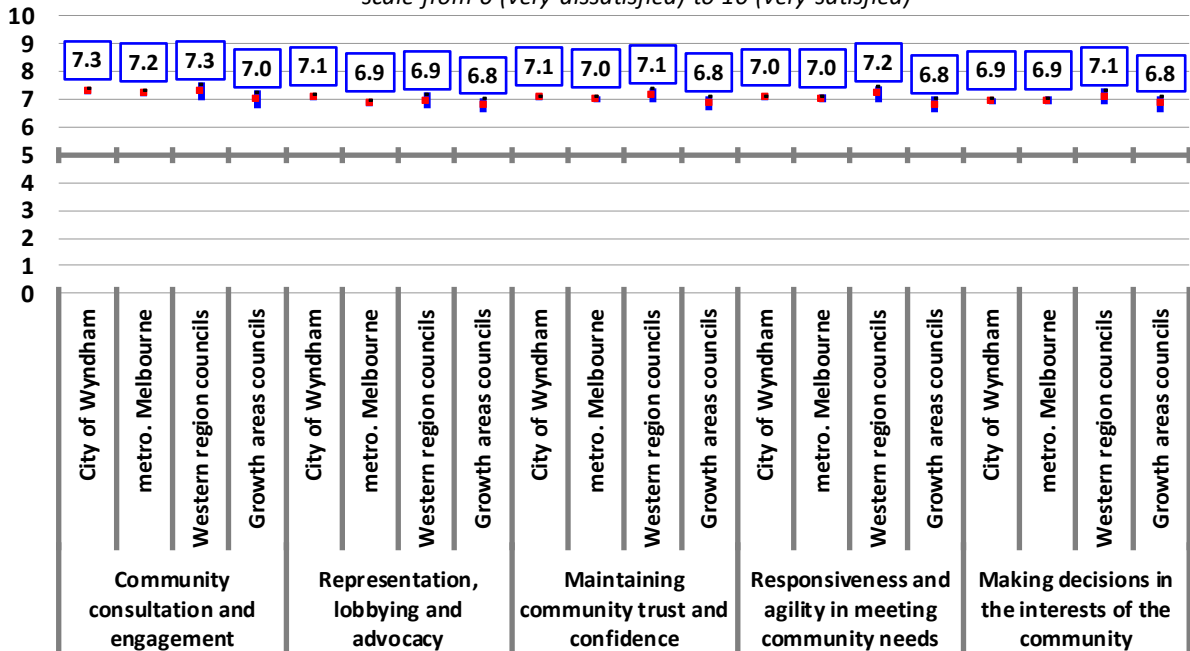 scale from 0 (very dissatisfied) to 10 (very satisfied)
10
9
8
7
6
5
4
3
2
1
0
7.3
7.2
7.3
7.0
7.1
6.9
6.9
6.8
7.1
7.0
7.1
6.8
7.0
7.0
7.2
6.8
6.9
6.9
7.1
6.8
City of Wyndham
metro. Melbourne
Western region councils
Growth areas councils
City of Wyndham
metro. Melbourne
Western region councils
Growth areas councils
City of Wyndham
metro. Melbourne
Western region councils
Growth areas councils
City of Wyndham
metro. Melbourne
Western region councils
Growth areas councils
City of Wyndham
metro. Melbourne
Western region councils
Growth areas councils
Community
consultation and
engagement
Representation,
lobbying and
advocacy
Maintaining
community trust and
confidence
Responsiveness and
agility in meeting
community needs
Making decisions in
the interests of the
community